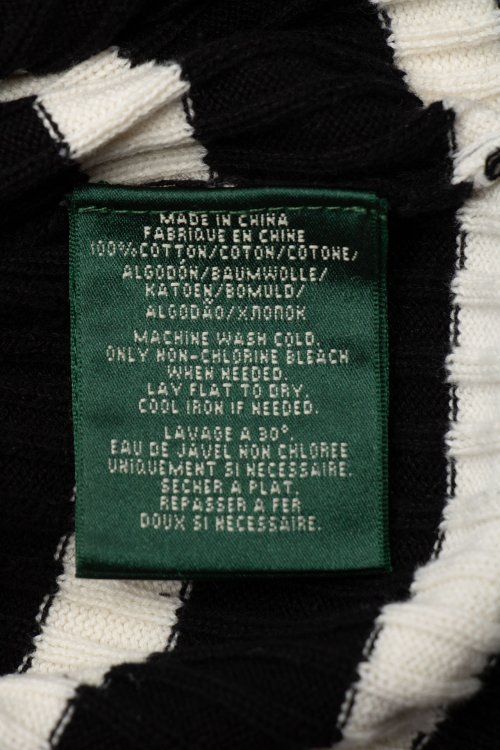 MADE IN CHINA
FABRIQUE EN CHINE
100%COTTON/COTON/COTONE/
ALGODÓN/BAUMWOLLE/
KATOEN/BOMULD/
ALGODÃO/ХЛОПОК
MACHINE WASH COLD.
ONLY NON-CHLORINE BLEACH
WHEN NEEDED.
LAY FLAT TO DRY.
COOL IRON IF NEEDED.
LAVAGE A 30°.
EAU DE JAVEL NON CHLOREE
UNIQUEMENT SI NECESSAIRE.
SECHER A PLAT.
REPASSER A FER
DOUX SI NECESSAIRE.